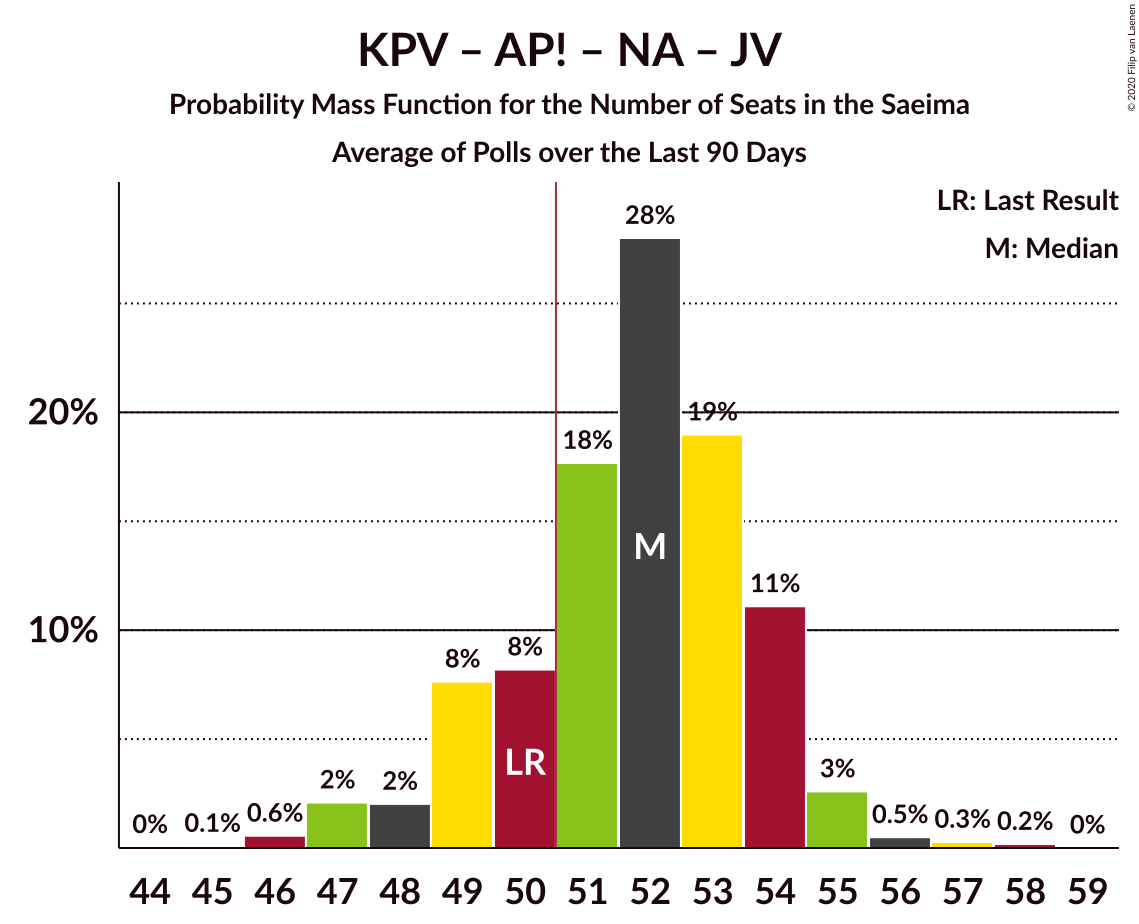 KPV – AP! – NA – JV
Probability Mass Function for the Number of Seats in the Saeima
Average of Polls over the Last 90 Days
© 2020 Filip van Laenen
LR: Last Result
M: Median
20%
10%
0%
0.1%
0.6%
2%
2%
8%
8%
18%
28%
19%
11%
3%
0.5%
0.3%
0.2%
0%
LR
M
44 45 46 47 48 49 50 51 52 53 54 55 56 57 58 59